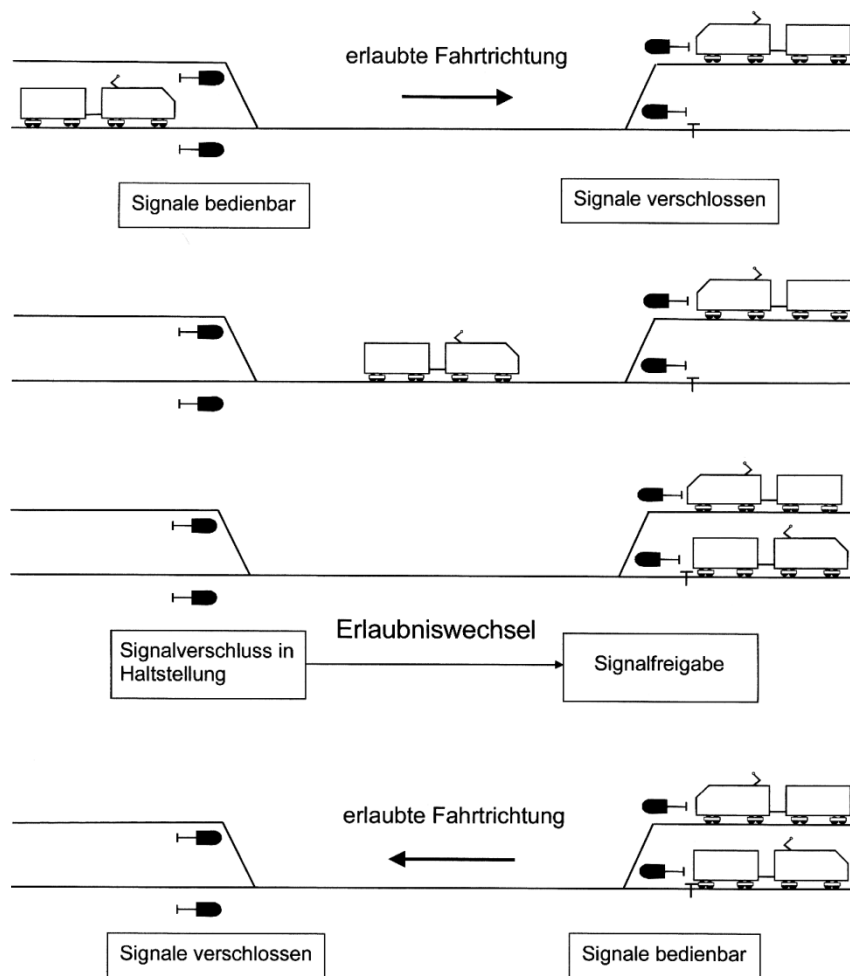 erlaubte Fahrtrichtung
Signale bedienbar
Signale verschlossen
Erlaubniswechsel
Signalverschluss in
Haltstellung
Signalfreigabe
erlaubte Fahrtrichtung
Signale verschlossen
Signale bedienbar